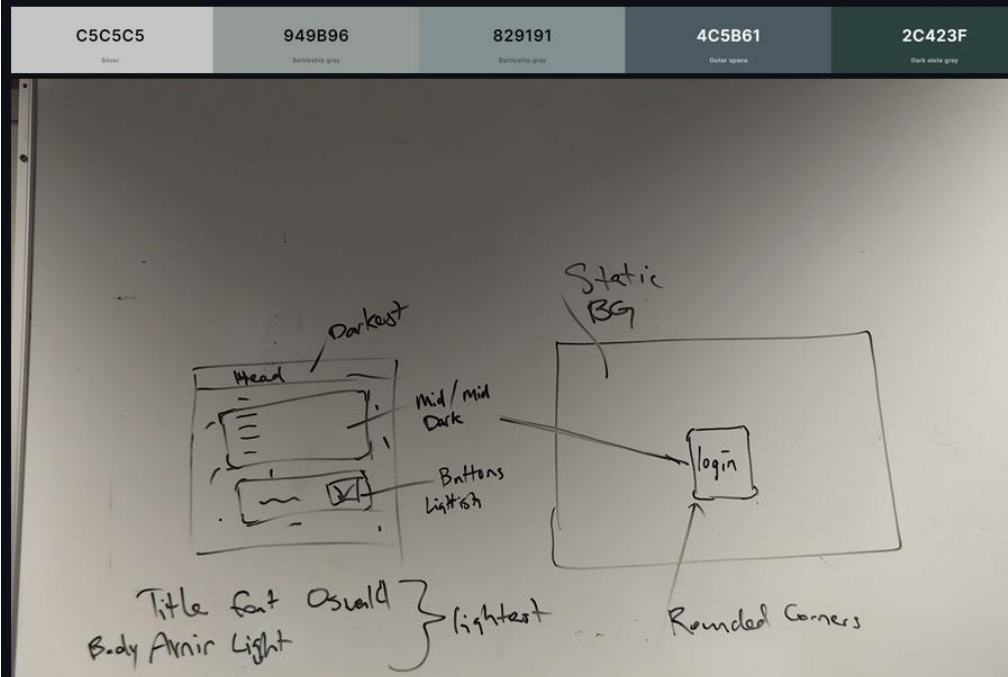 C5C5C5
Silver
949B96
Battleship gray
829191
Battleship gray
4C5B61
Outer space
2C423F
Dark slate gray
Static
BG
Darkest
Head
Mid/Mid
Dark
login
Buttons
Lightish
Title font Oswald
Body Avnir Light
lightest
Rounded Corners